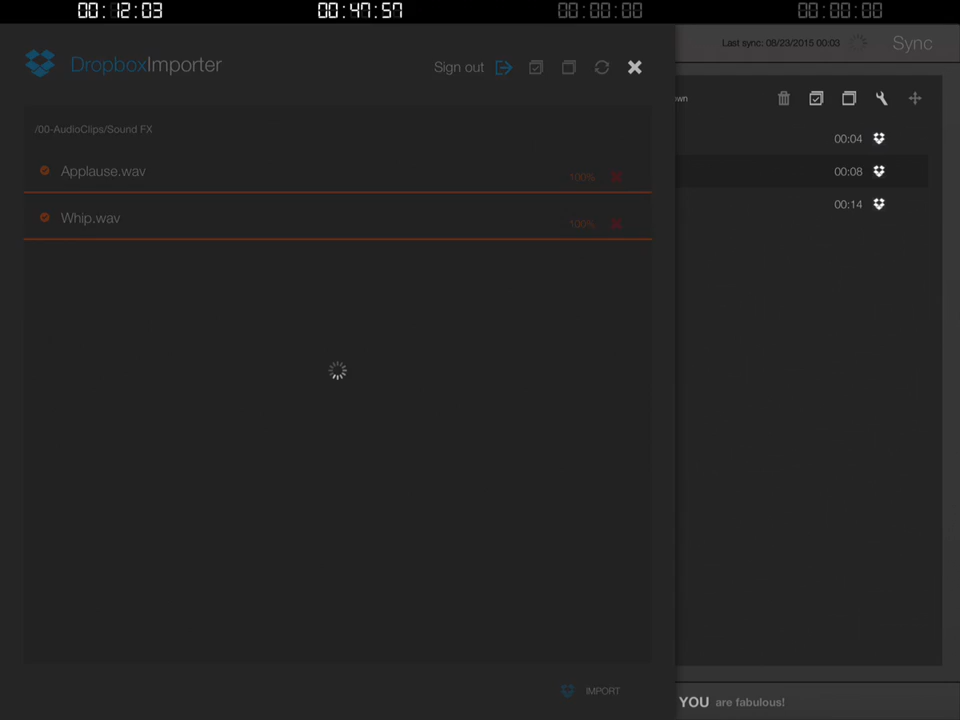 00:12:03 00:47:57 00:00:00 00:00:00
Last sync: 08/23/2015 00:03 Sync
DropboxImporter Sign out
own
/00-AudioClips/Sound FX
00:04
Applause.wav 100%
00:08
00:14
Whip.wav 100%
IMPORT
YOU are fabulous!